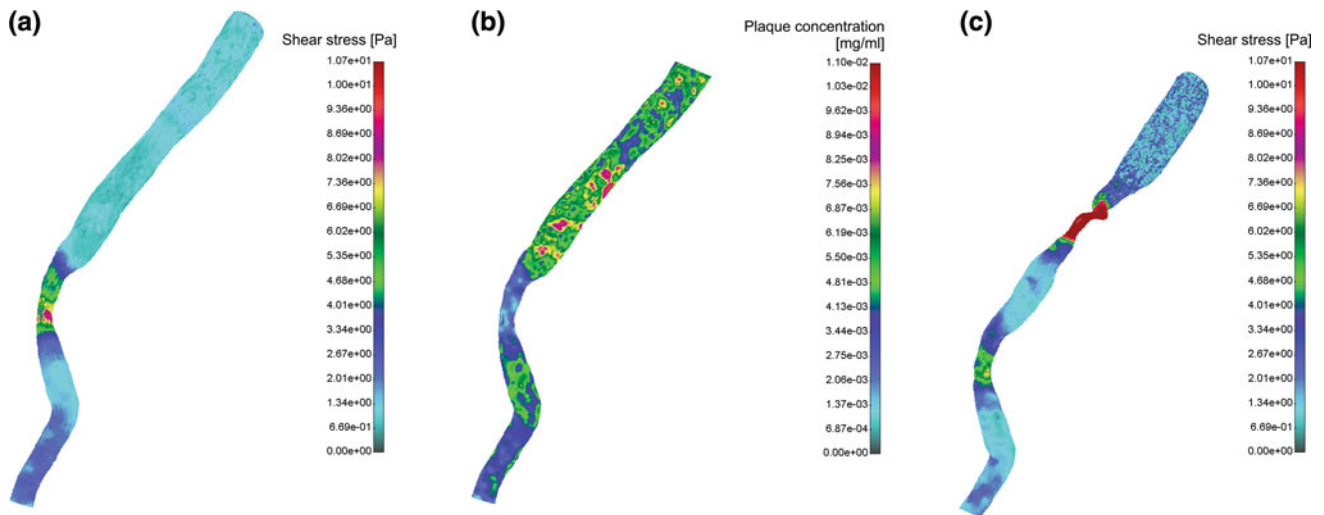 (a)
Shear stress [Pa]
1.07e+01
1.00e+01
9.36e+00
8.69e+00
8.02e+00
7.36e+00
6.69e+00
6.02e+00
5.35e+00
4.68e+00
4.01e+00
3.34e+00
2.67e+00
2.01e+00
1.34e+00
6.69e-01
0.00e+00
(b)
Plaque concentration
[mg/ml]
1.10e-02
1.03e-02
9.62e-03
8.94e-03
8.25e-03
7.56e-03
6.87e-03
6.19e-03
5.50e-03
4.81e-03
4.13e-03
3.44e-03
2.75e-03
2.06e-03
1.37e-03
6.87e-04
0.00e+00
(c)
Shear stress [Pa]
1.07e+01
1.00e+01
9.36e+00
8.69e+00
8.02e+00
7.36e+00
6.69e+00
6.02e+00
5.35e+00
4.68e+00
4.01e+00
3.34e+00
2.67e+00
2.01e+00
1.34e+00
6.69e-01
0.00e+00